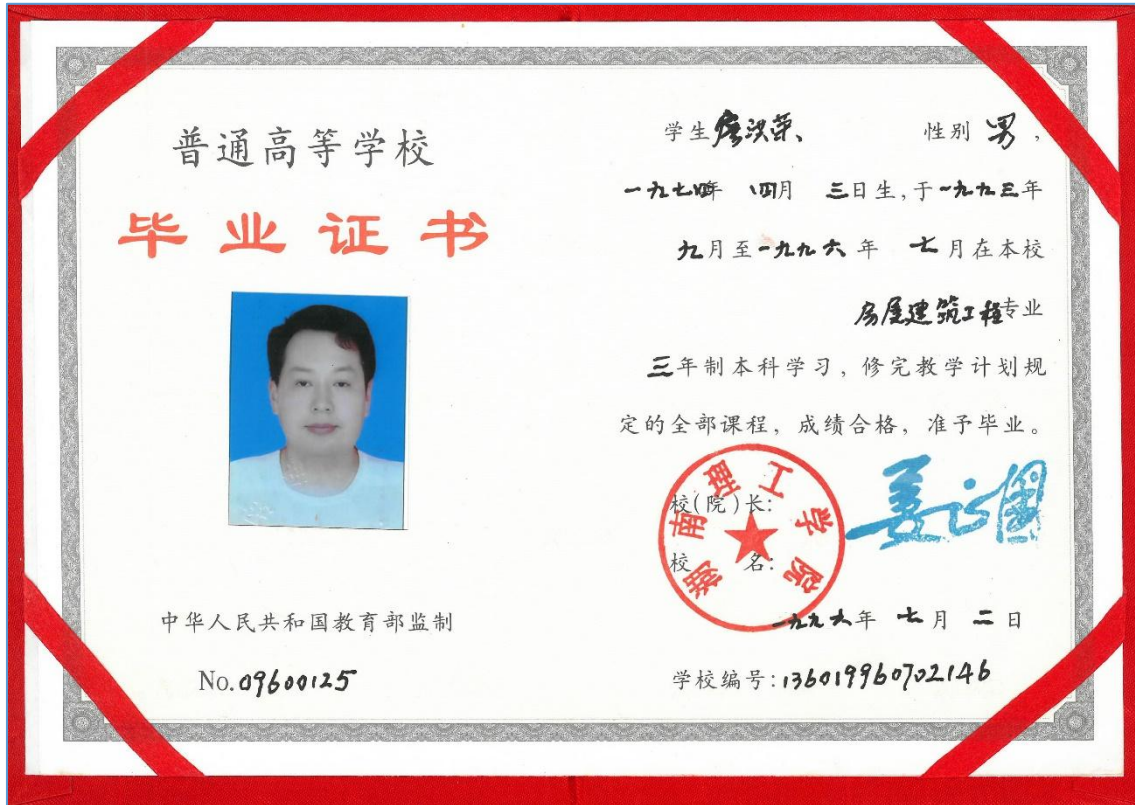 普通高等学校
毕业证书
中华人民共和国教育部监制
No.09600125
学生唐洪荣、 性别 男,
一九七四年 四月 三日生,于一九九三年
九月至一九九六年 七月在本校
房屋建筑工程专业
三年制本科学习,修完教学计划规
定的全部课程,成绩合格,准予毕业。
校(院)长:
校 名:
湖南理工学院
一九九六年 七月 二日
学校编号:136019960702146